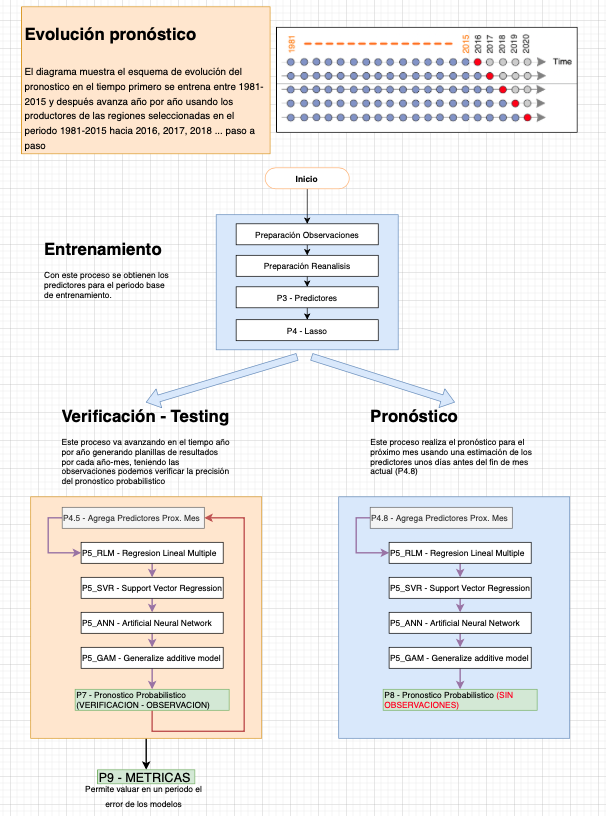 Evolución pronóstico
El diagrama muestra el esquema de evolución del
pronostico en el tiempo primero se entrena entre 1981-
2015 y después avanza año por año usando los
productores de las regiones seleccionadas en el
periodo 1981-2015 hacia 2016, 2017, 2018 ... paso a
paso
1981
2015
2016
2017
2018
2019
2020
Time
Inicio
Preparación Observaciones
Preparación Reanalisis
P3 - Predictores
P4 - Lasso
Entrenamiento
Con este proceso se obtienen los
predictores para el periodo base
de entrenamiento.
Verificación - Testing
Este proceso va avanzando en el tiempo año
por año generando planillas de resultados
por cada año-mes, teniendo las
observaciones podemos verificar la precisión
del pronostico probabilistico
P4.5 - Agrega Predictores Prox. Mes
P5_RLM - Regresion Lineal Multiple
P5_SVR - Support Vector Regression
P5_ANN - Artificial Neural Network
P5_GAM - Generalize additive model
P7 - Pronostico Probabilistico
(VERIFICACION - OBSERVACION)
P9 - METRICAS
Permite valuar en un periodo el
error de los modelos
Pronóstico
Este proceso realiza el pronóstico para el
próximo mes usando una estimación de los
predictores unos días antes del fin de mes
actual (P4.8)
P4.8 - Agrega Predictores Prox. Mes
P5_RLM - Regresion Lineal Multiple
P5_SVR - Support Vector Regression
P5_ANN - Artificial Neural Network
P5_GAM - Generalize additive model
P8 - Pronostico Probabilistico (SIN
OBSERVACIONES)